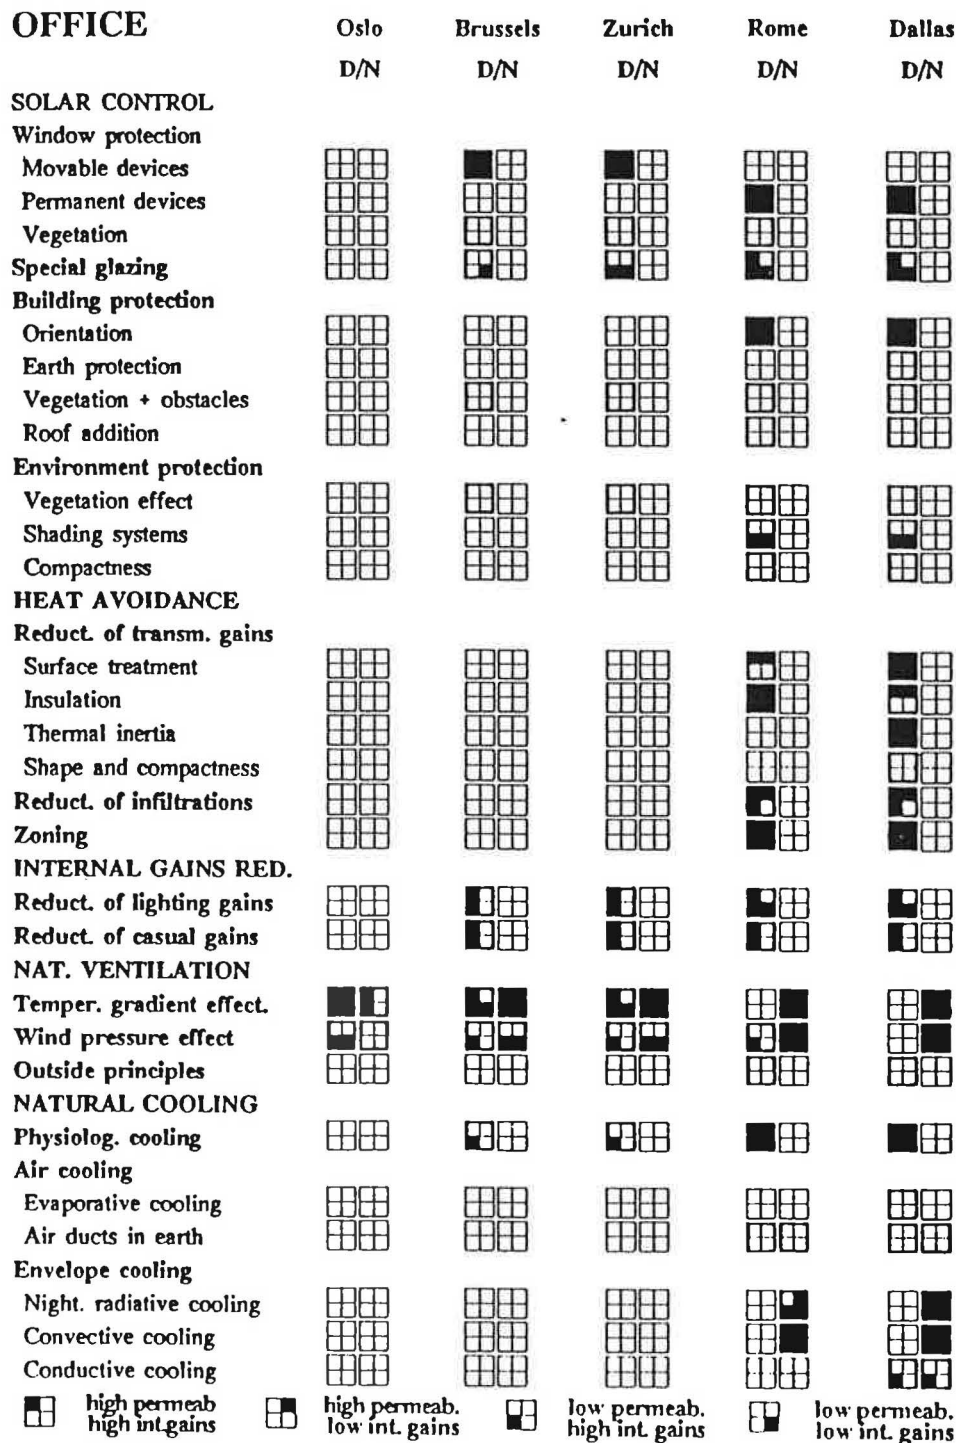 OFFICE Oslo Brussels Zurich Rome Dallas
D/N D/N D/N D/N D/N
SOLAR CONTROL
Window protection
Movable devices
Permanent devices
Vegetation
Special glazing
Building protection
Orientation
Earth protection
Vegetation + obstacles
Roof addition
Environment protection
Vegetation effect
Shading systems
Compactness
HEAT AVOIDANCE
Reduct. of transm. gains
Surface treatment
Insulation
Thermal inertia
Shape and compactness
Reduct. of infiltrations
Zoning
INTERNAL GAINS RED.
Reduct. of lighting gains
Reduct. of casual gains
NAT. VENTILATION
Temper. gradient effect.
Wind pressure effect
Outside principles
NATURAL COOLING
Physiolog. cooling
Air cooling
Evaporative cooling
Air ducts in earth
Envelope cooling
Night. radiative cooling
Convective cooling
Conductive cooling
high permeab
high int.gains
high permeab.
low int. gains
low permeab.
high int. gains
low permeab.
low int. gains